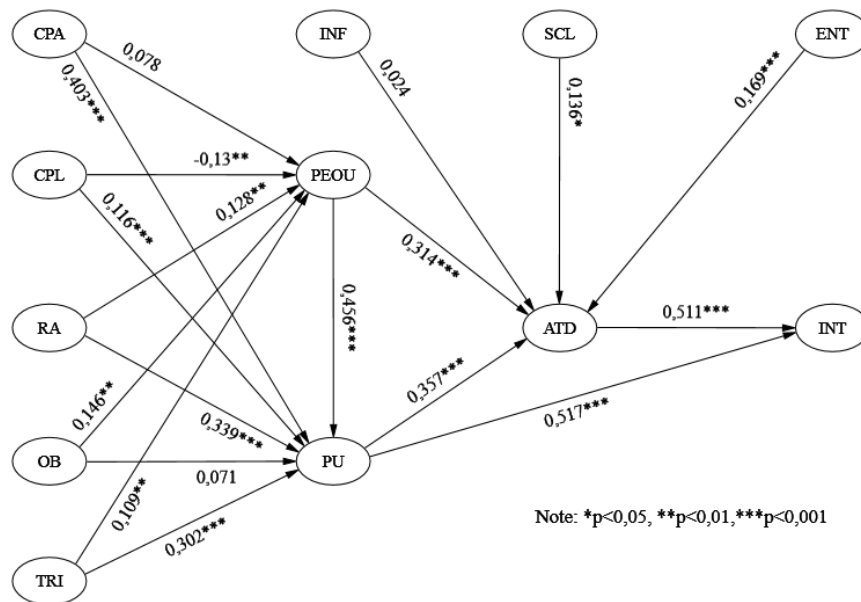 CPA
INF
SCL
ENT
0,078
0,403***
0,024
0,136*
0,169***
CPL
-0,13**
PEOU
0,116***
0,128**
0,314***
0,456***
RA
ATD
0,511***
INT
0,146**
0,339***
0,357***
0,517***
OB
0,071
PU
0,109**
0,302***
Note: *p<0,05, **p<0,01,***p<0,001
TRI